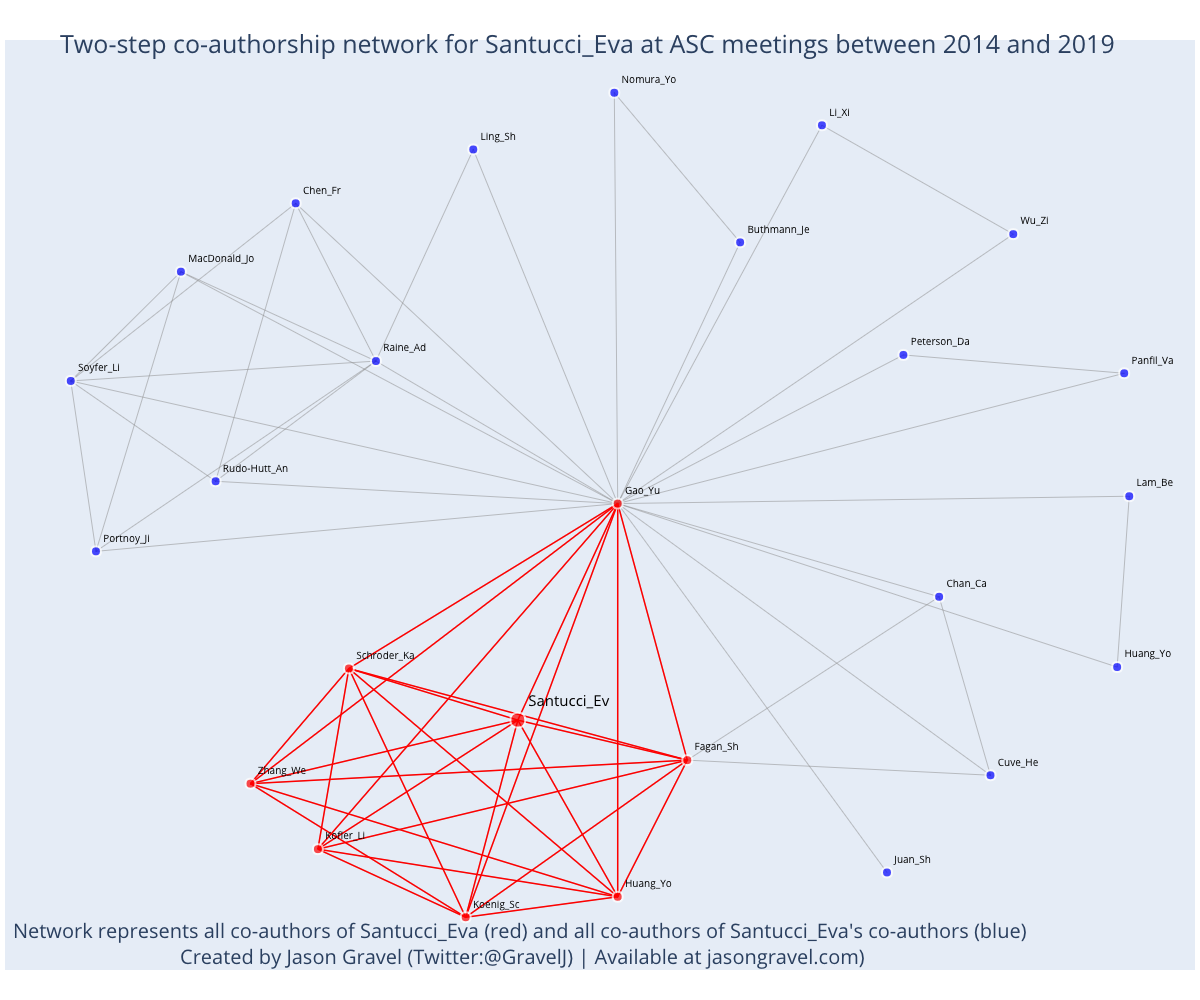 Two-step co-authorship network for Santucci_Eva at ASC meetings between 2014 and 2019
Nomura_Yo
Li_Xi
Ling_Sh
Chen_Fr
Wu_Zi
Buthmann_Je
MacDonald_Jo
Raine_Ad
Peterson_Da
Panfil_Va
Soyfer_Li
Rudo-Hutt_An
Gao_Yu
Lam_Be
Portnoy_Ji
Chan_Ca
Schroder_Ka
Huang_Yo
Santucci_Ev
Fagan_Sh
Cuve_He
Zhang_We
Kofler_Li
Juan_Sh
Huang_Yo
Koenig_Sc
Network represents all co-authors of Santucci_Eva (red) and all co-authors of Santucci_Eva's co-authors (blue)
Created by Jason Gravel (Twitter:@GravelJ) | Available at jasongravel.com)